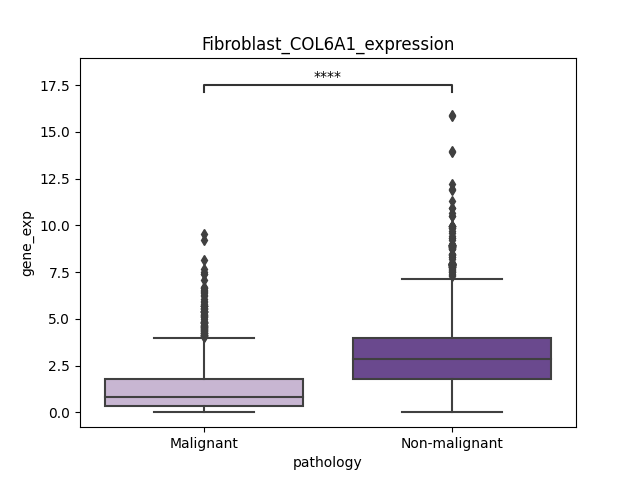 Fibroblast_COL6A1_expression
****
17.5
15.0
12.5
10.0
7.5
5.0
2.5
0.0
gene_exp
Malignant
Non-malignant
pathology